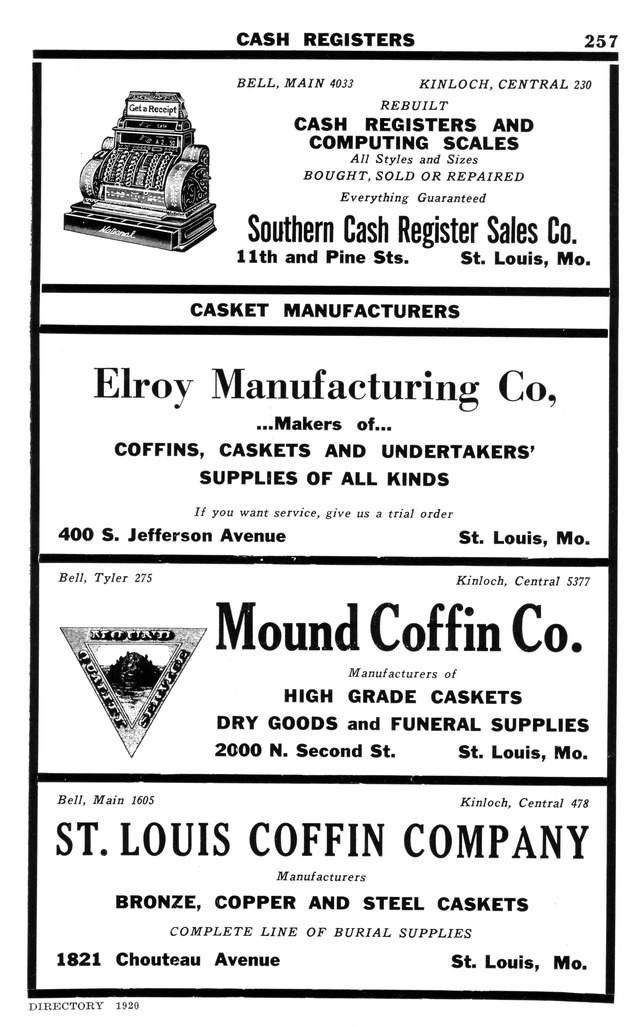 CASH REGISTERS 257
BELL, MAIN 4033 KINLOCH, CENTRAL 230
Get a Receipt
National
REBUILT
CASH REGISTERS AND
COMPUTING SCALES
All Styles and Sizes
BOUGHT, SOLD OR REPAIRED
Everything Guaranteed
Southern Cash Register Sales Co.
11th and Pine Sts. St. Louis, Mo.
CASKET MANUFACTURERS
Elroy Manufacturing Co,
...Makers of...
COFFINS, CASKETS AND UNDERTAKERS'
SUPPLIES OF ALL KINDS
If you want service, give us a trial order
400 S. Jefferson Avenue St. Louis, Mo.
Bell, Tyler 275 Kinloch, Central 5377
MOUND
QUALITY
SERVICE
Mound Coffin Co.
Manufacturers of
HIGH GRADE CASKETS
DRY GOODS and FUNERAL SUPPLIES
2000 N. Second St. St. Louis, Mo.
Bell, Main 1605 Kinloch, Central 478
ST. LOUIS COFFIN COMPANY
Manufacturers
BRONZE, COPPER AND STEEL CASKETS
COMPLETE LINE OF BURIAL SUPPLIES
1821 Chouteau Avenue St. Louis, Mo.
DIRECTORY 1920